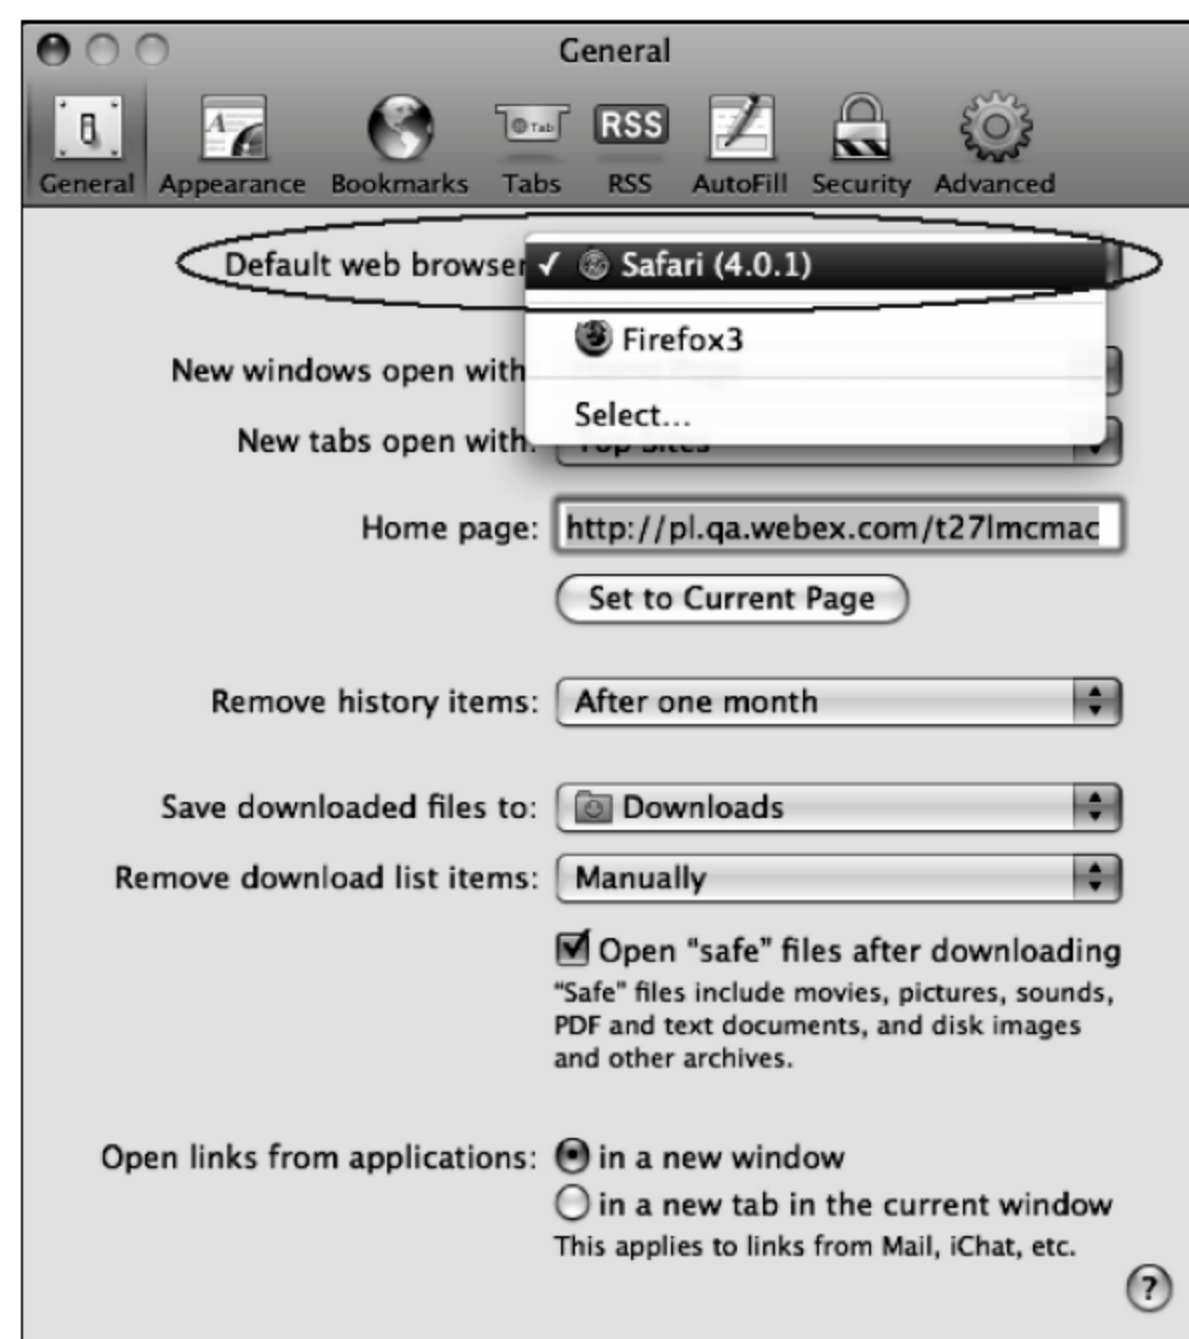 General
General Appearance Bookmarks Tabs RSS AutoFill Security Advanced
Tab
RSS
Default web browser ✓ Safari (4.0.1)
Firefox3
New windows open with
Select...
New tabs open with: Top Sites
Home page: http://pl.qa.webex.com/t27lmcmac
Set to Current Page
Remove history items: After one month
Save downloaded files to: Downloads
Remove download list items: Manually
Open “safe” files after downloading
“Safe” files include movies, pictures, sounds,
PDF and text documents, and disk images
and other archives.
Open links from applications: in a new window
in a new tab in the current window
This applies to links from Mail, iChat, etc.
?